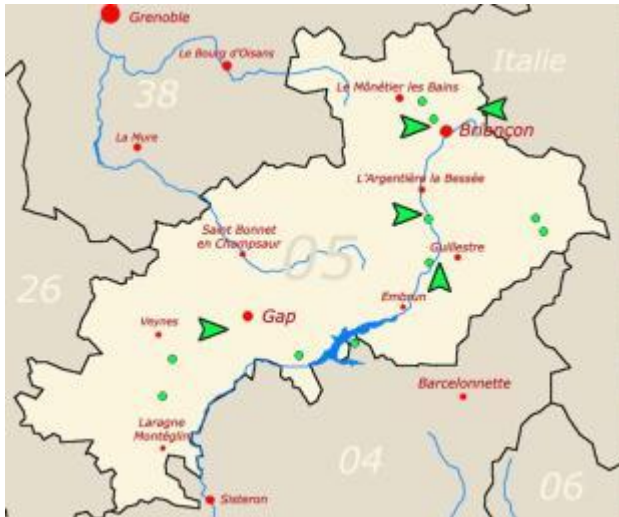 Grenoble
Le Bourg d'Oisans
Italie
38
Le Mônétier les Bains
La Mure
Briançon
L'Argentière la Bessée
Saint Bonnet
en Champsaur
05
Guillestre
26
Embrun
Gap
Veynes
Barcelonnette
Laragne
Montéglin
04
06
Sisteron